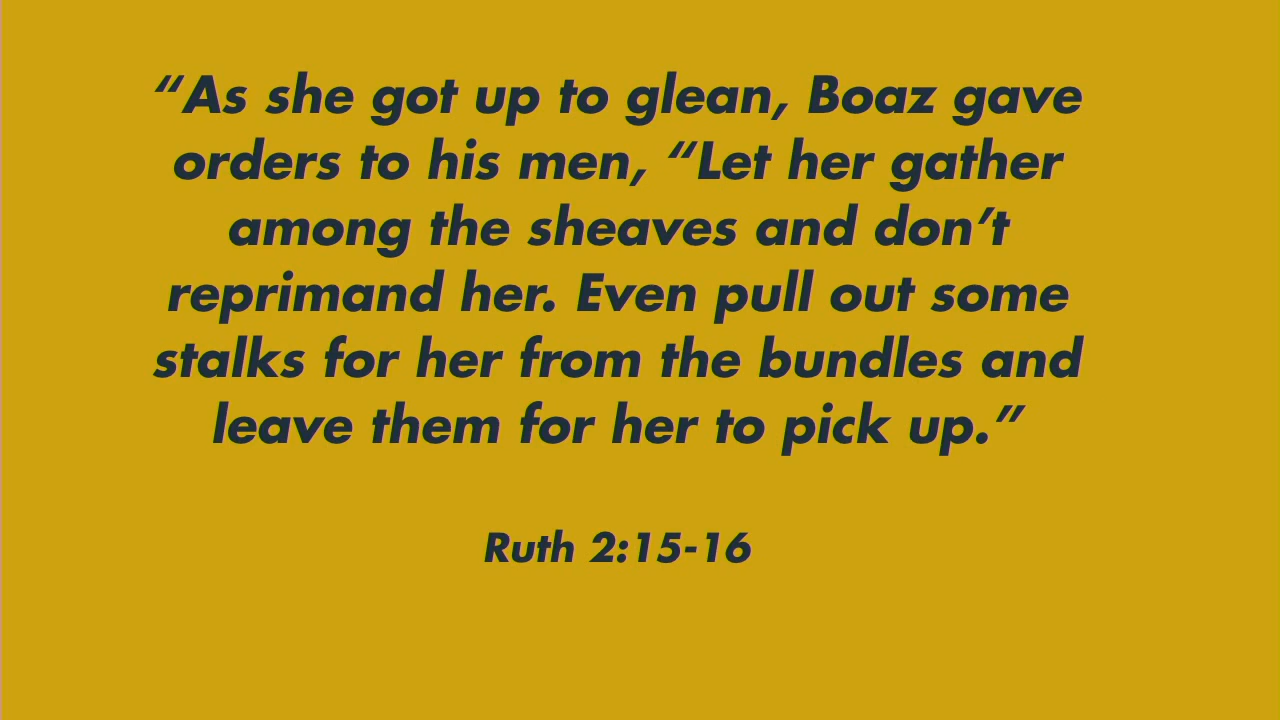 “As she got up to glean, Boaz gave
orders to his men, “Let her gather
among the sheaves and don’t
reprimand her. Even pull out some
stalks for her from the bundles and
leave them for her to pick up.”
Ruth 2:15-16